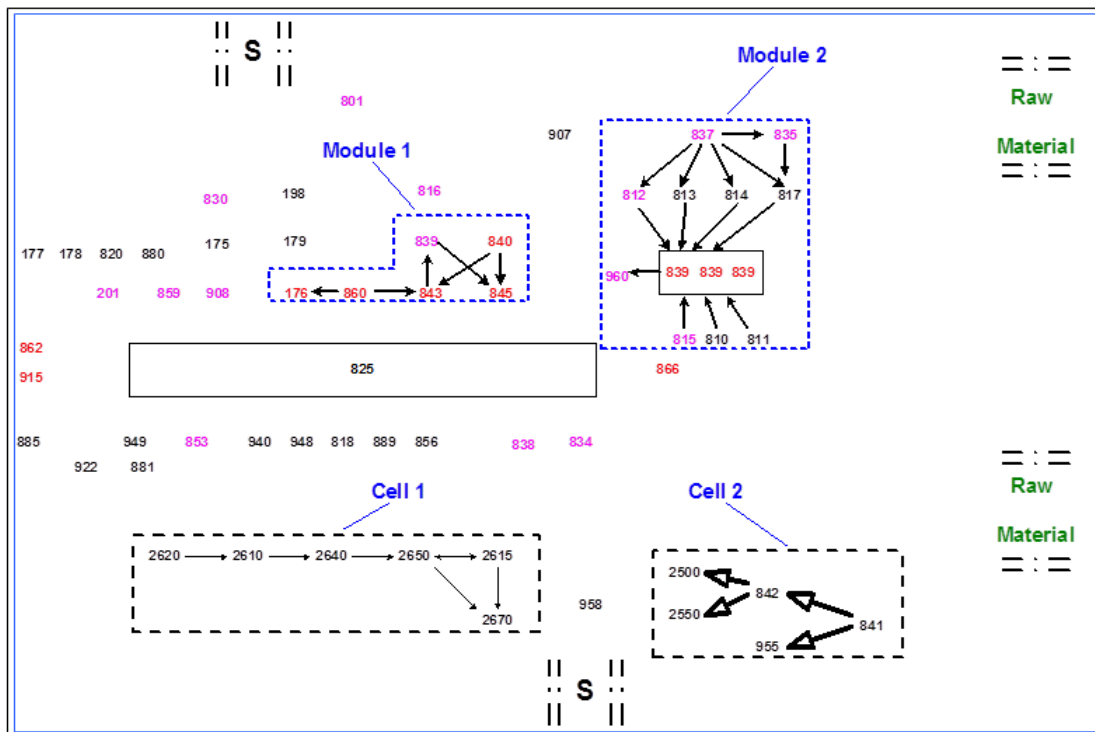 S
Module 2
Raw
801
907
837 835
Material
Module 1
830 198 816
812 813 814 817
175 179 839 840
177 178 820 880
960 839 839 839
201 859 908 176 860 843 845
815 810 811
862
825
866
915
885 949 853 940 948 818 889 856 838 834
922 881
Raw
Cell 1
Cell 2
Material
2620 2610 2640 2650 2615
2500
842
958
2550
2670
841
955
S